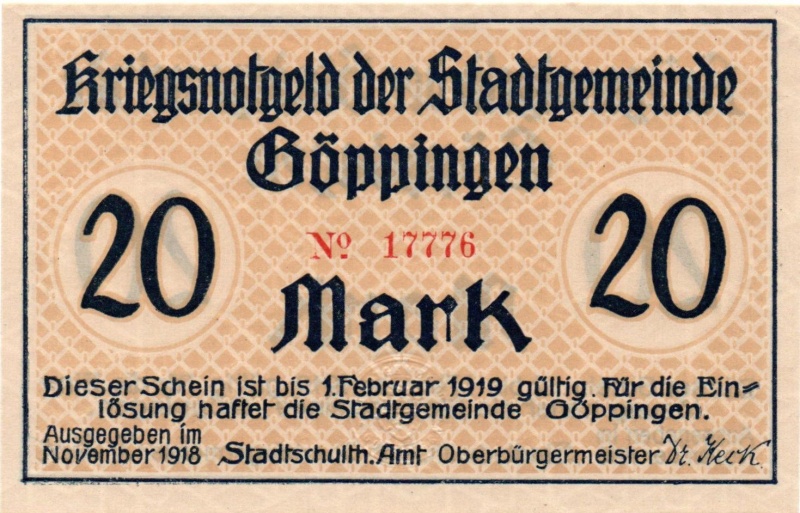 Kriegsnotgeld der Stadtgemeinde
Göppingen
20
20
No 17776
Mark
Dieser Schein ist bis 1. Februar 1919 gültig. Für die Ein=
lösung haftet die Stadtgemeinde Göppingen.
Ausgegeben im
November 1918 Stadtschulth. Amt Oberbürgermeister Dr. Keck.